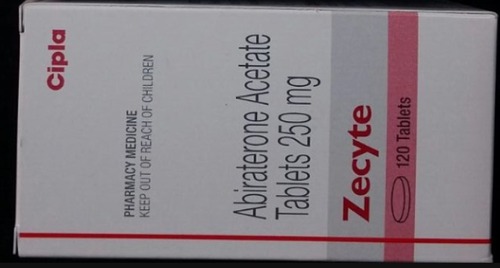 Cipla
PHARMACY MEDICINE
KEEP OUT OF REACH OF CHILDREN
Abiraterone Acetate
Tablets 250 mg
Zecyte
120 Tablets